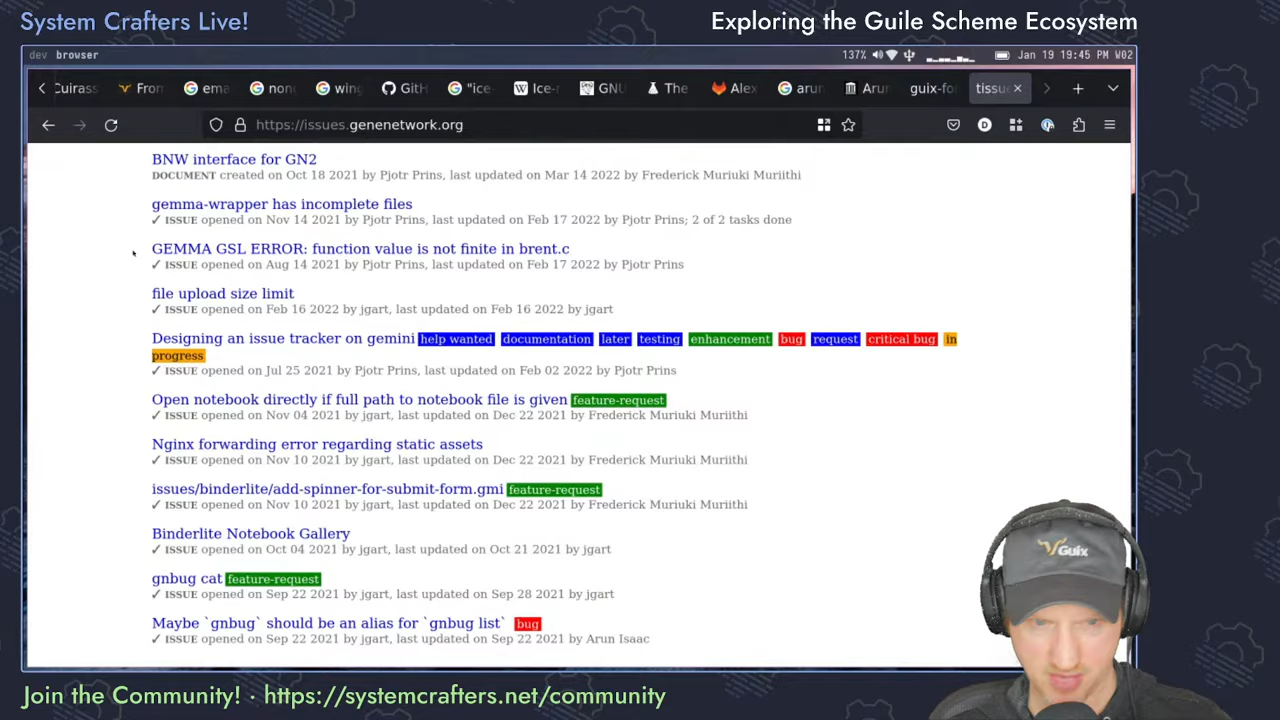 System Crafters Live!
Exploring the Guile Scheme Ecosystem
dev browser
137%
Jan 19 19:45 PM W02
Cuirass
From
ema
nong
wing
GitH
"ice-
Ice-r
GNU
The
Alex
arun
Arun
guix-fo
tissue
https://issues.genenetwork.org
D
BNW interface for GN2
DOCUMENT created on Oct 18 2021 by Pjotr Prins, last updated on Mar 14 2022 by Frederick Muriuki Muriithi
gemma-wrapper has incomplete files
✓ ISSUE opened on Nov 14 2021 by Pjotr Prins, last updated on Feb 17 2022 by Pjotr Prins; 2 of 2 tasks done
GEMMA GSL ERROR: function value is not finite in brent.c
✓ ISSUE opened on Aug 14 2021 by Pjotr Prins, last updated on Feb 17 2022 by Pjotr Prins
file upload size limit
✓ ISSUE opened on Feb 16 2022 by jgart, last updated on Feb 16 2022 by jgart
Designing an issue tracker on gemini help wanted documentation later testing enhancement bug request critical bug in
progress
✓ ISSUE opened on Jul 25 2021 by Pjotr Prins, last updated on Feb 02 2022 by Pjotr Prins
Open notebook directly if full path to notebook file is given feature-request
✓ ISSUE opened on Nov 04 2021 by jgart, last updated on Dec 22 2021 by Frederick Muriuki Muriithi
Nginx forwarding error regarding static assets
✓ ISSUE opened on Nov 10 2021 by jgart, last updated on Dec 22 2021 by Frederick Muriuki Muriithi
issues/binderlite/add-spinner-for-submit-form.gmi feature-request
✓ ISSUE opened on Nov 10 2021 by jgart, last updated on Dec 22 2021 by Frederick Muriuki Muriithi
Binderlite Notebook Gallery
✓ ISSUE opened on Oct 04 2021 by jgart, last updated on Oct 21 2021 by jgart
gnbug cat feature-request
✓ ISSUE opened on Sep 22 2021 by jgart, last updated on Sep 28 2021 by jgart
Maybe `gnbug` should be an alias for `gnbug list` bug
✓ ISSUE opened on Sep 22 2021 by jgart, last updated on Sep 22 2021 by Arun Isaac
Guix
Join the Community! · https://systemcrafters.net/community